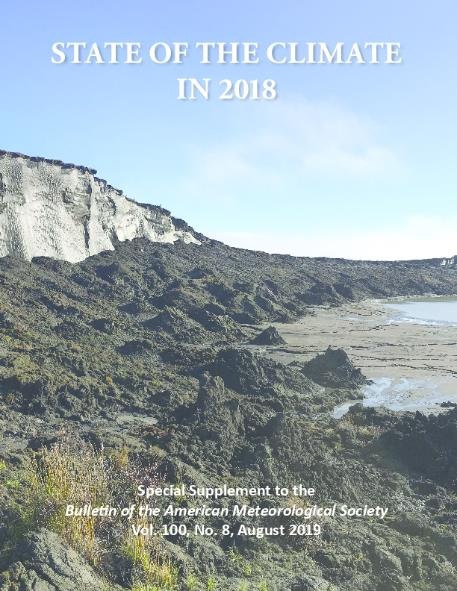 STATE OF THE CLIMATE
IN 2018
Special Supplement to the
Bulletin of the American Meteorological Society
Vol. 100, No. 8, August 2019